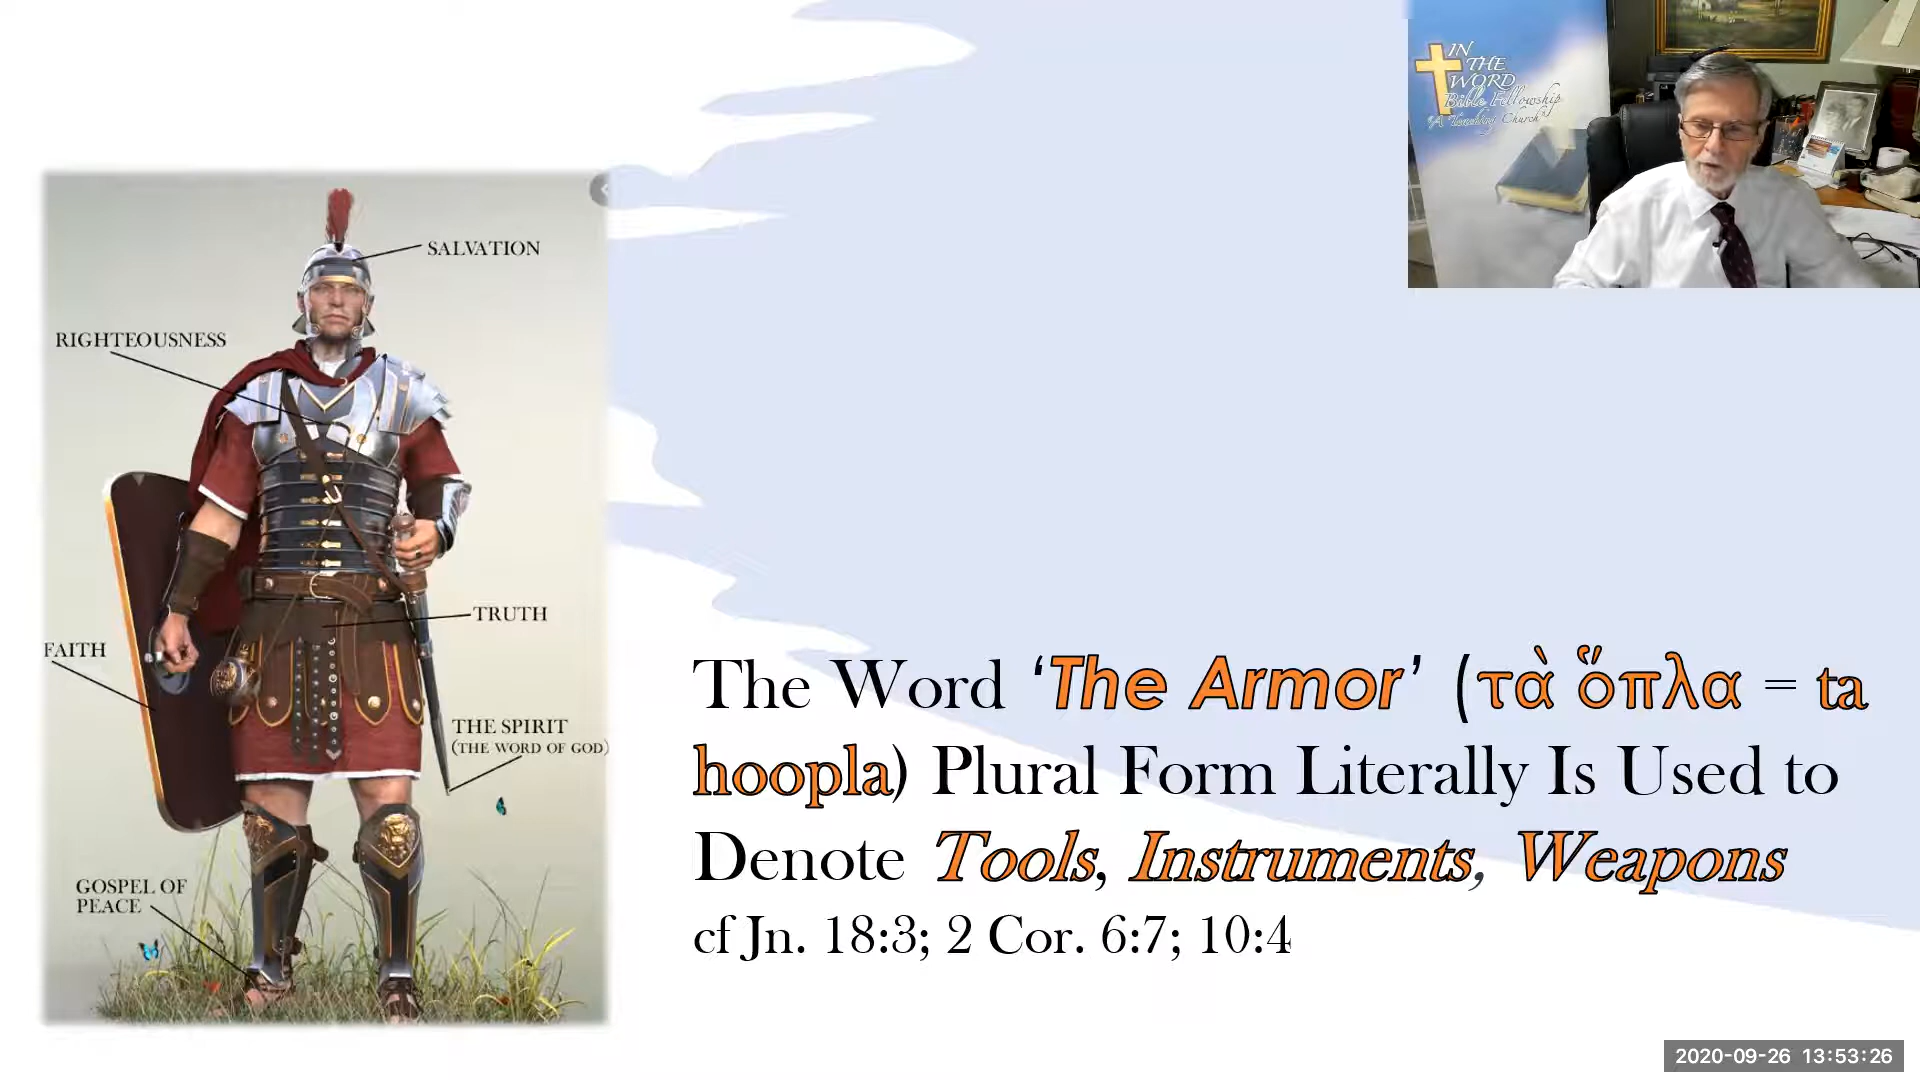 SALVATION
RIGHTEOUSNESS
TRUTH
FAITH
THE SPIRIT
(THE WORD OF GOD)
GOSPEL OF
PEACE
The Word ‘The Armor’ (τὰ ὅπλα = ta
hoopla) Plural Form Literally Is Used to
Denote Tools, Instruments, Weapons
cf Jn. 18:3; 2 Cor. 6:7; 10:4
IN
THE
WORD
Bible Fellowship
"A Teaching Church"
2020-09-26 13:53:26